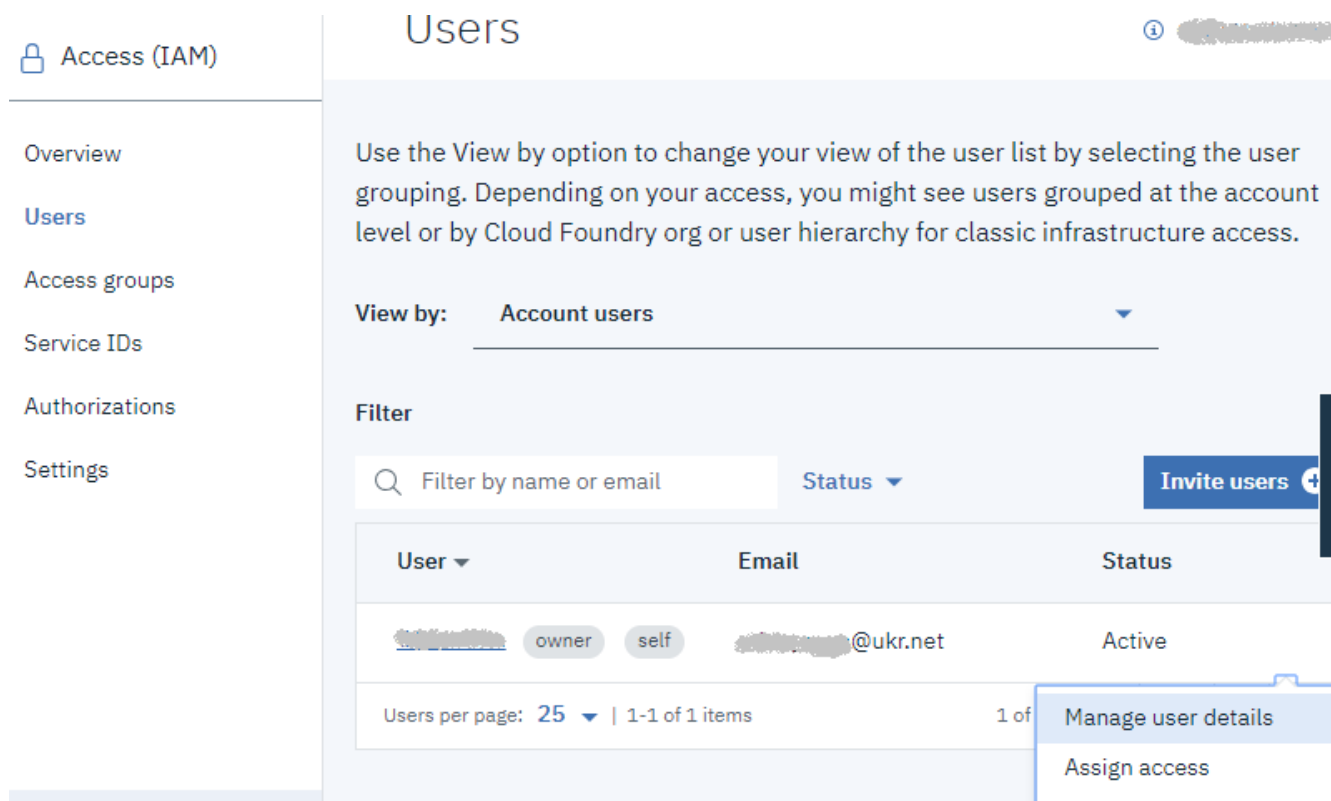 Users
Access (IAM)
Overview
Users
Access groups
Service IDs
Authorizations
Settings
Use the View by option to change your view of the user list by selecting the user
grouping. Depending on your access, you might see users grouped at the account
level or by Cloud Foundry org or user hierarchy for classic infrastructure access.
View by: Account users
Filter
Filter by name or email Status Invite users
User Email Status
owner self @ukr.net Active
Users per page: 25 | 1-1 of 1 items 1 of
Manage user details
Assign access